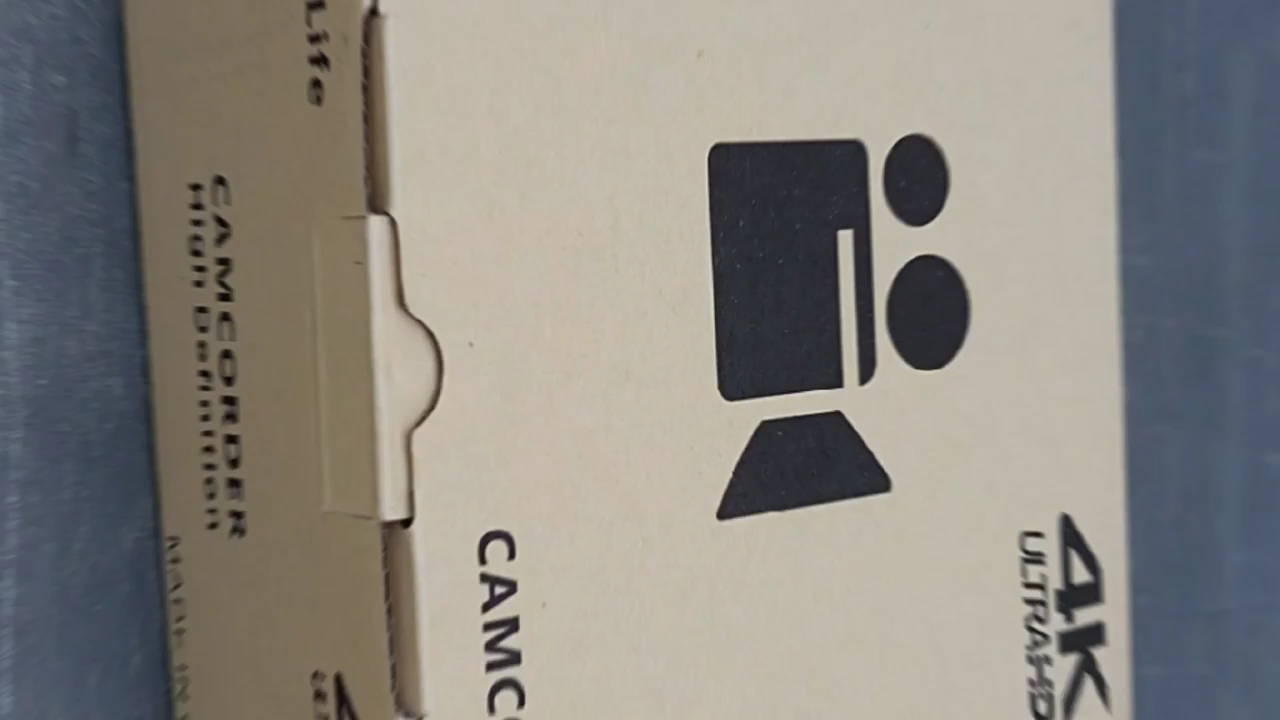 4K
ULTRAHD
CAMC
Life
CAMCORDER
High Definition